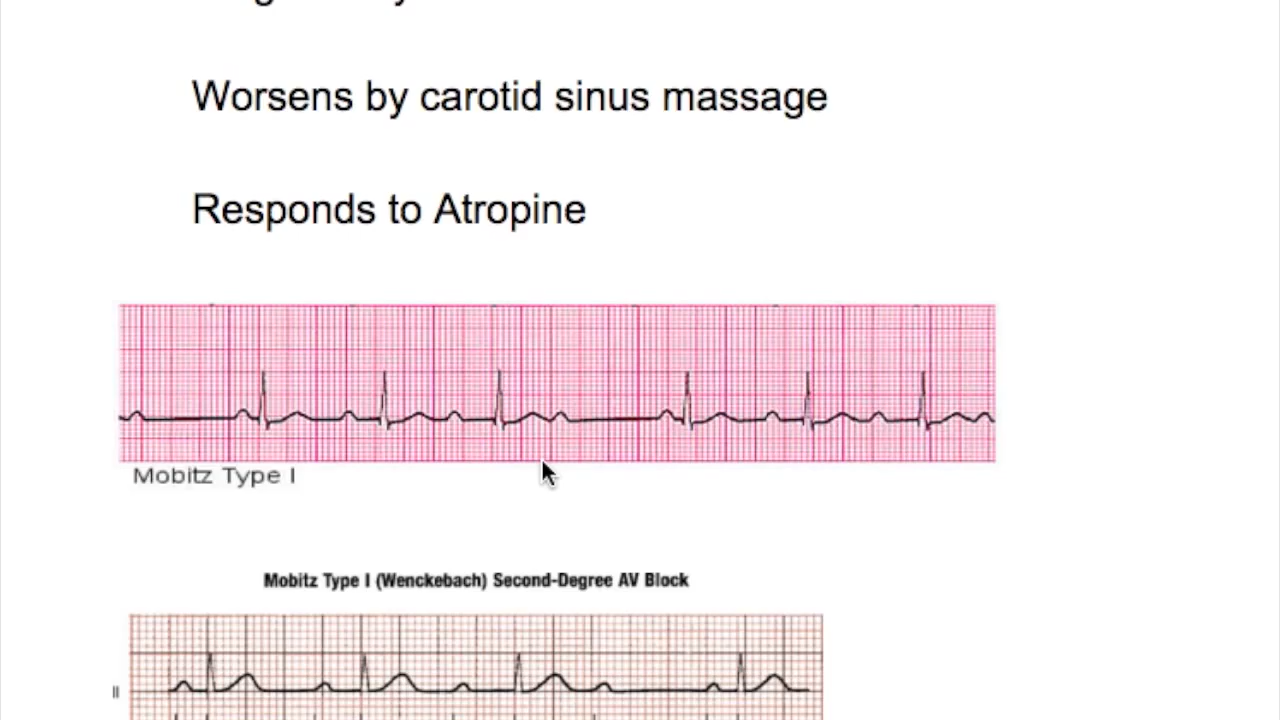 Worsens by carotid sinus massage
Responds to Atropine
Mobitz Type I
Mobitz Type I (Wenckebach) Second-Degree AV Block
II